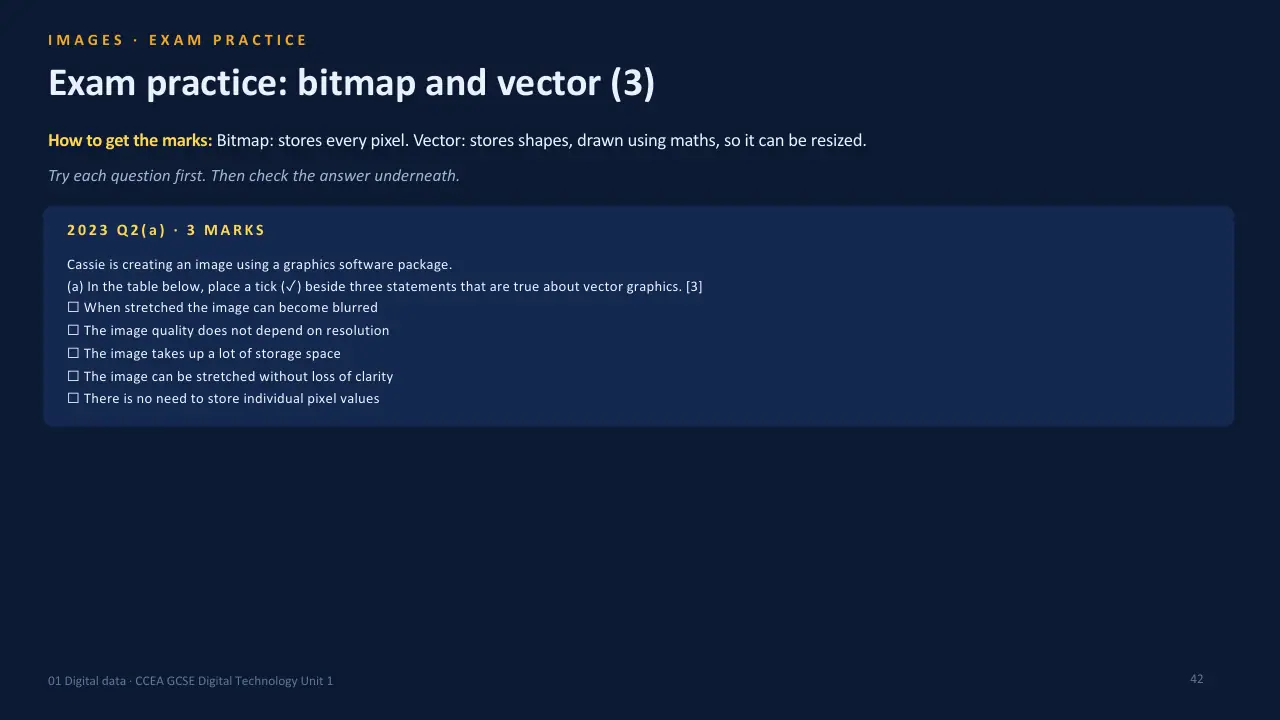 IMAGES · EXAM PRACTICE
Exam practice: bitmap and vector (3)
How to get the marks: Bitmap: stores every pixel. Vector: stores shapes, drawn using maths, so it can be resized.
Try each question first. Then check the answer underneath.
2023 Q2(a) · 3 MARKS
Cassie is creating an image using a graphics software package.
(a) In the table below, place a tick (✓) beside three statements that are true about vector graphics. [3]
☐ When stretched the image can become blurred
☐ The image quality does not depend on resolution
☐ The image takes up a lot of storage space
☐ The image can be stretched without loss of clarity
☐ There is no need to store individual pixel values
01 Digital data · CCEA GCSE Digital Technology Unit 1
42